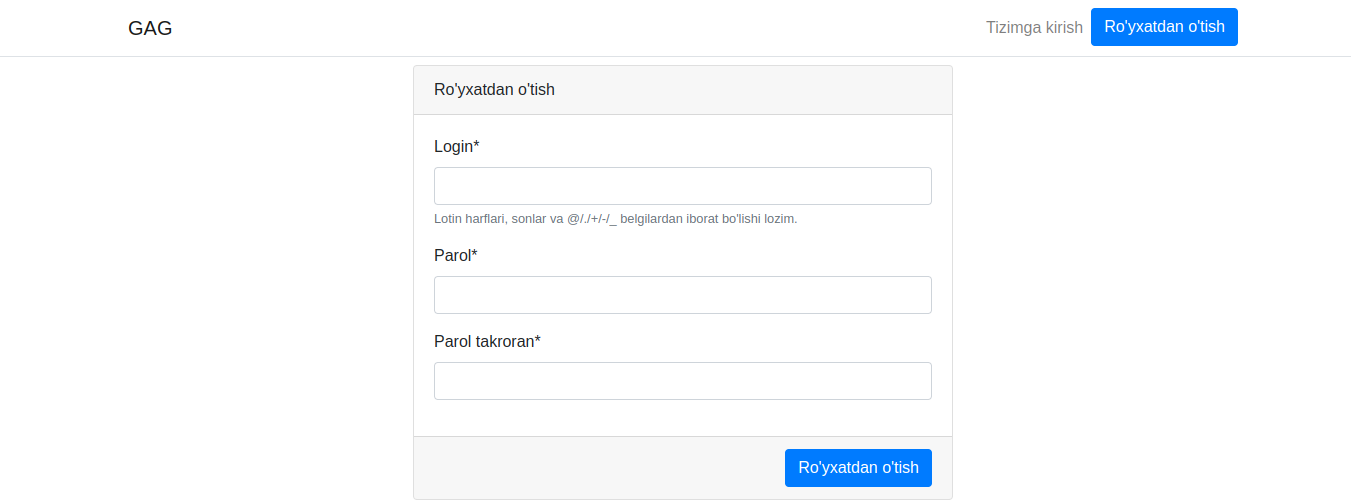 GAG
Tizimga kirish
Ro'yxatdan o'tish
Ro'yxatdan o'tish
Login*
Lotin harflari, sonlar va @/./+/-/_ belgilardan iborat bo'lishi lozim.
Parol*
Parol takroran*
Ro'yxatdan o'tish